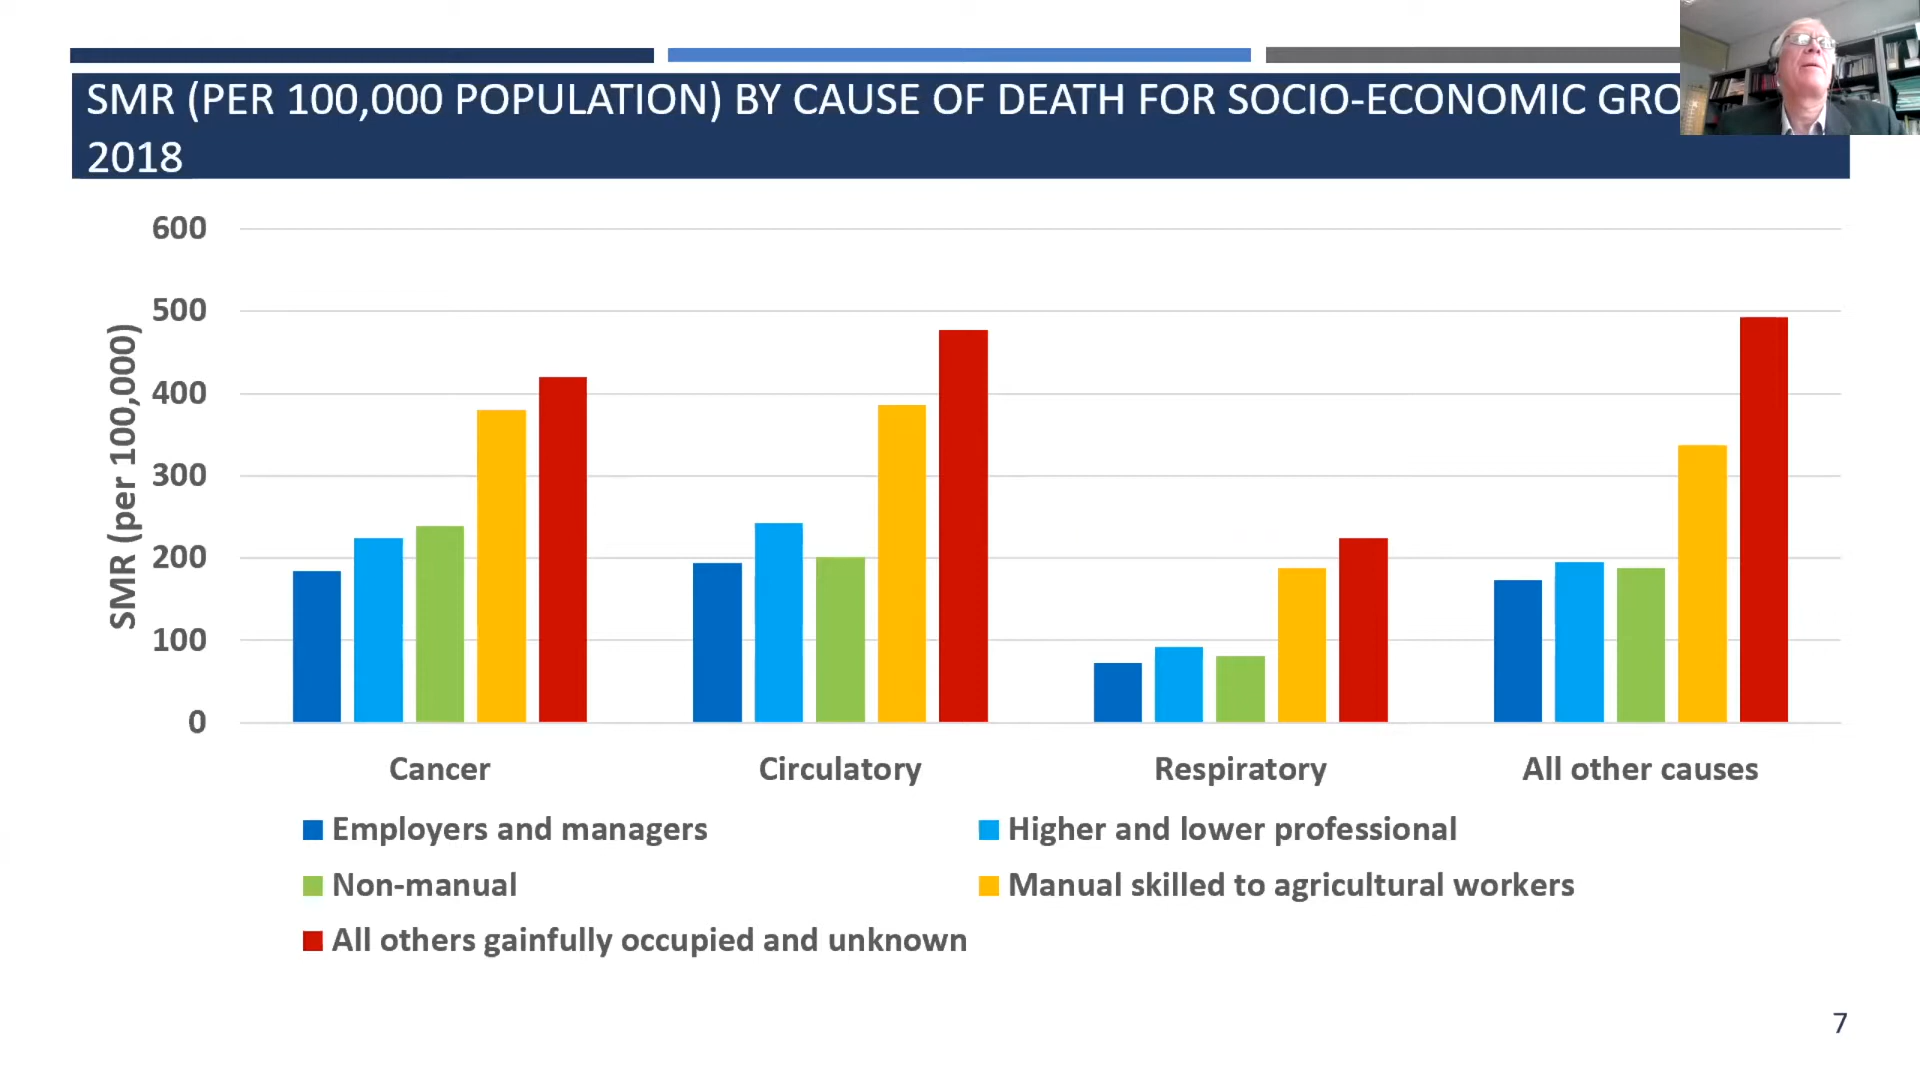 SMR (PER 100,000 POPULATION) BY CAUSE OF DEATH FOR SOCIO-ECONOMIC
2018
600
500
400
300
200
100
0
SMR (per 100,000)
Cancer
Circulatory
Respiratory
All other causes
Employers and managers
Higher and lower professional
Non-manual
Manual skilled to agricultural workers
All others gainfully occupied and unknown
7